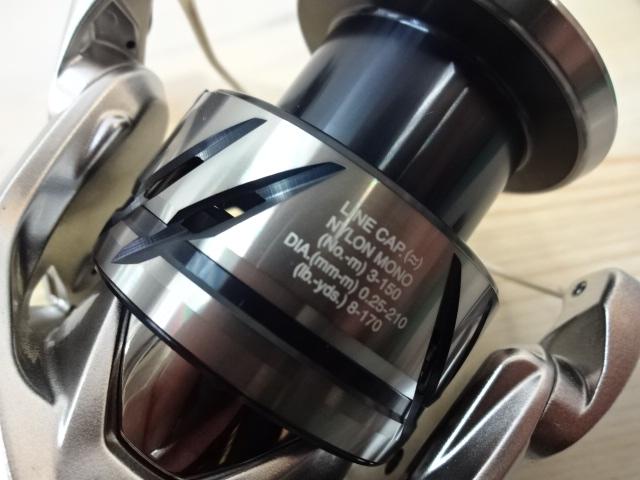 LINE CAP.(≈)
NYLON MONO
(No.-m) 3-150
DIA.(mm-m) 0.25-210
(lb.-yds.) 8-170